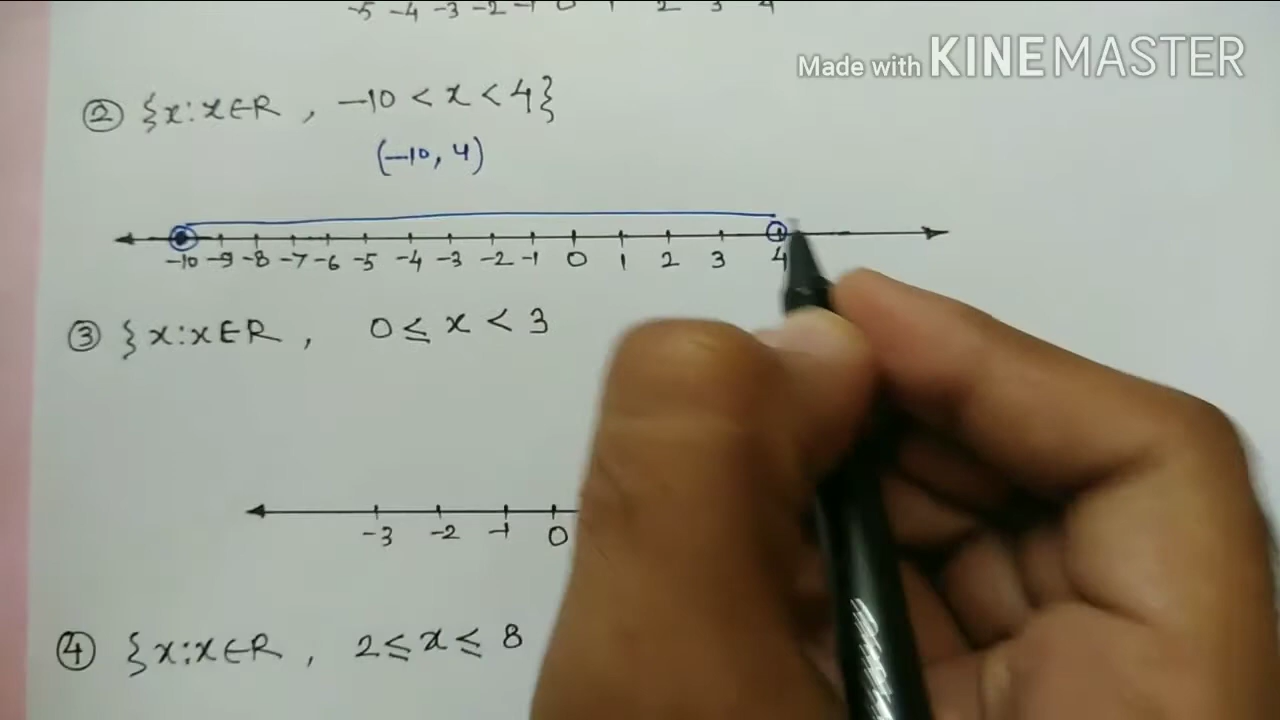 -5 -4 -3 -2 -1 0 1 2 3 4
Made with KINEMASTER
② {x:x∈R , -10 < x < 4}
(-10, 4)
-10 -9 -8 -7 -6 -5 -4 -3 -2 -1 0 1 2 3 4
③ {x:x∈R , 0 ≤ x < 3
-3 -2 -1 0
④ {x:x∈R , 2 ≤ x ≤ 8